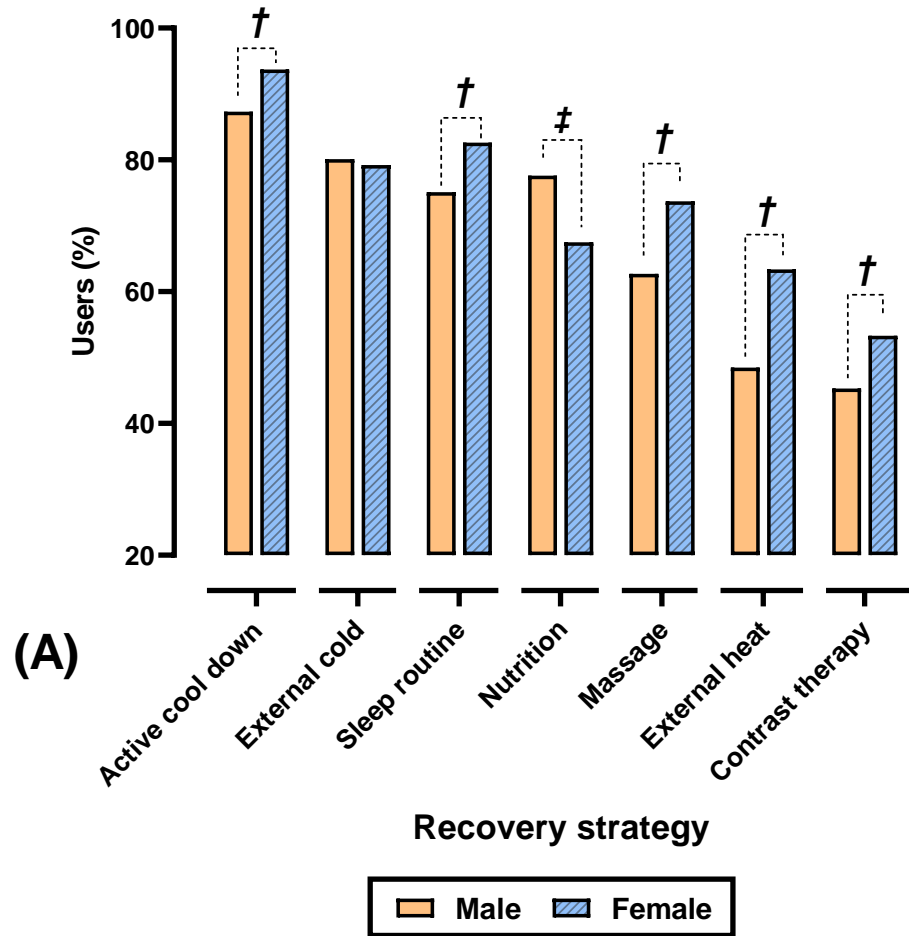 100
80
60
40
20
Users (%)
†
†
‡
†
†
†
(A)
Active cool down
External cold
Sleep routine
Nutrition
Massage
External heat
Contrast therapy
Recovery strategy
Male Female